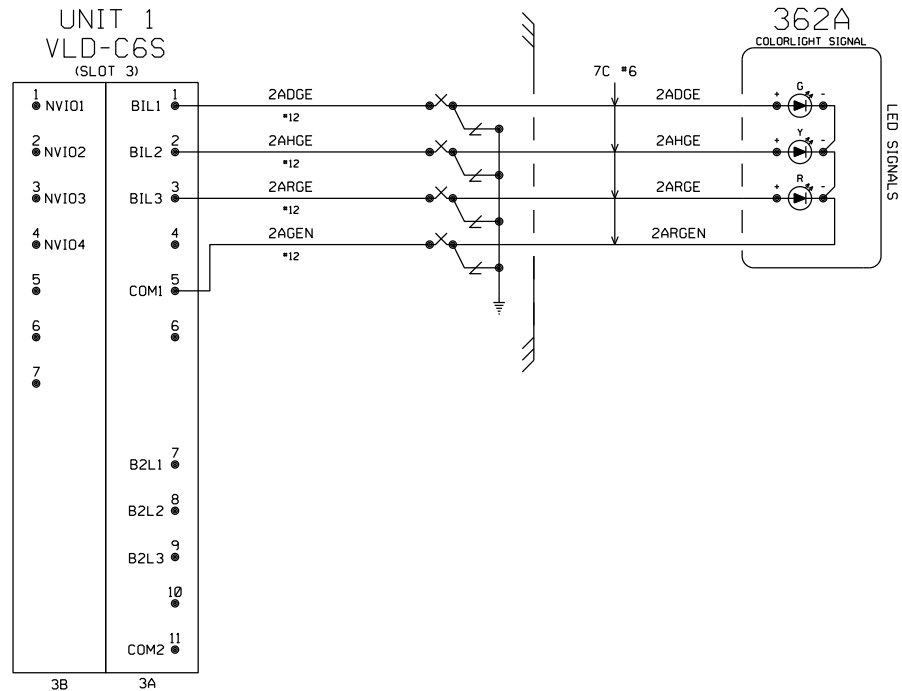 UNIT 1
VLD-C6S
(SLOT 3)
362A
COLORLIGHT SIGNAL
7C #6
1 NVIO1
BIL1 1
2ADGE
#12
2ADGE
+ G -
2 NVIO2
BIL2 2
2AHGE
#12
2AHGE
+ Y -
3 NVIO3
BIL3 3
2ARGE
#12
2ARGE
+ R -
LED SIGNALS
4 NVIO4
4
2AGEN
#12
2ARGEN
5
COM1 5
6
6
7
B2L1 7
B2L2 8
B2L3 9
10
COM2 11
3B
3A